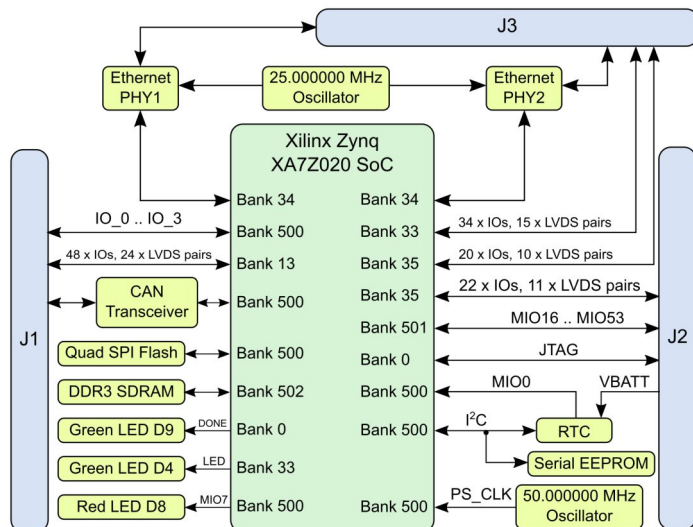 J3
Ethernet
PHY1
25.000000 MHz
Oscillator
Ethernet
PHY2
Xilinx Zynq
XA7Z020 SoC
J1
J2
Bank 34
Bank 34
IO_0 .. IO_3
Bank 500
Bank 33
34 x IOs, 15 x LVDS pairs
48 x IOs, 24 x LVDS pairs
Bank 13
Bank 35
20 x IOs, 10 x LVDS pairs
CAN
Transceiver
Bank 500
Bank 35
22 x IOs, 11 x LVDS pairs
Bank 501
MIO16 .. MIO53
Quad SPI Flash
Bank 500
Bank 0
JTAG
DDR3 SDRAM
Bank 502
Bank 500
MIO0
VBATT
Green LED D9
DONE
Bank 0
Bank 500
I²C
RTC
Green LED D4
LED
Bank 33
Serial EEPROM
Red LED D8
MIO7
Bank 500
Bank 500
PS_CLK
50.000000 MHz
Oscillator